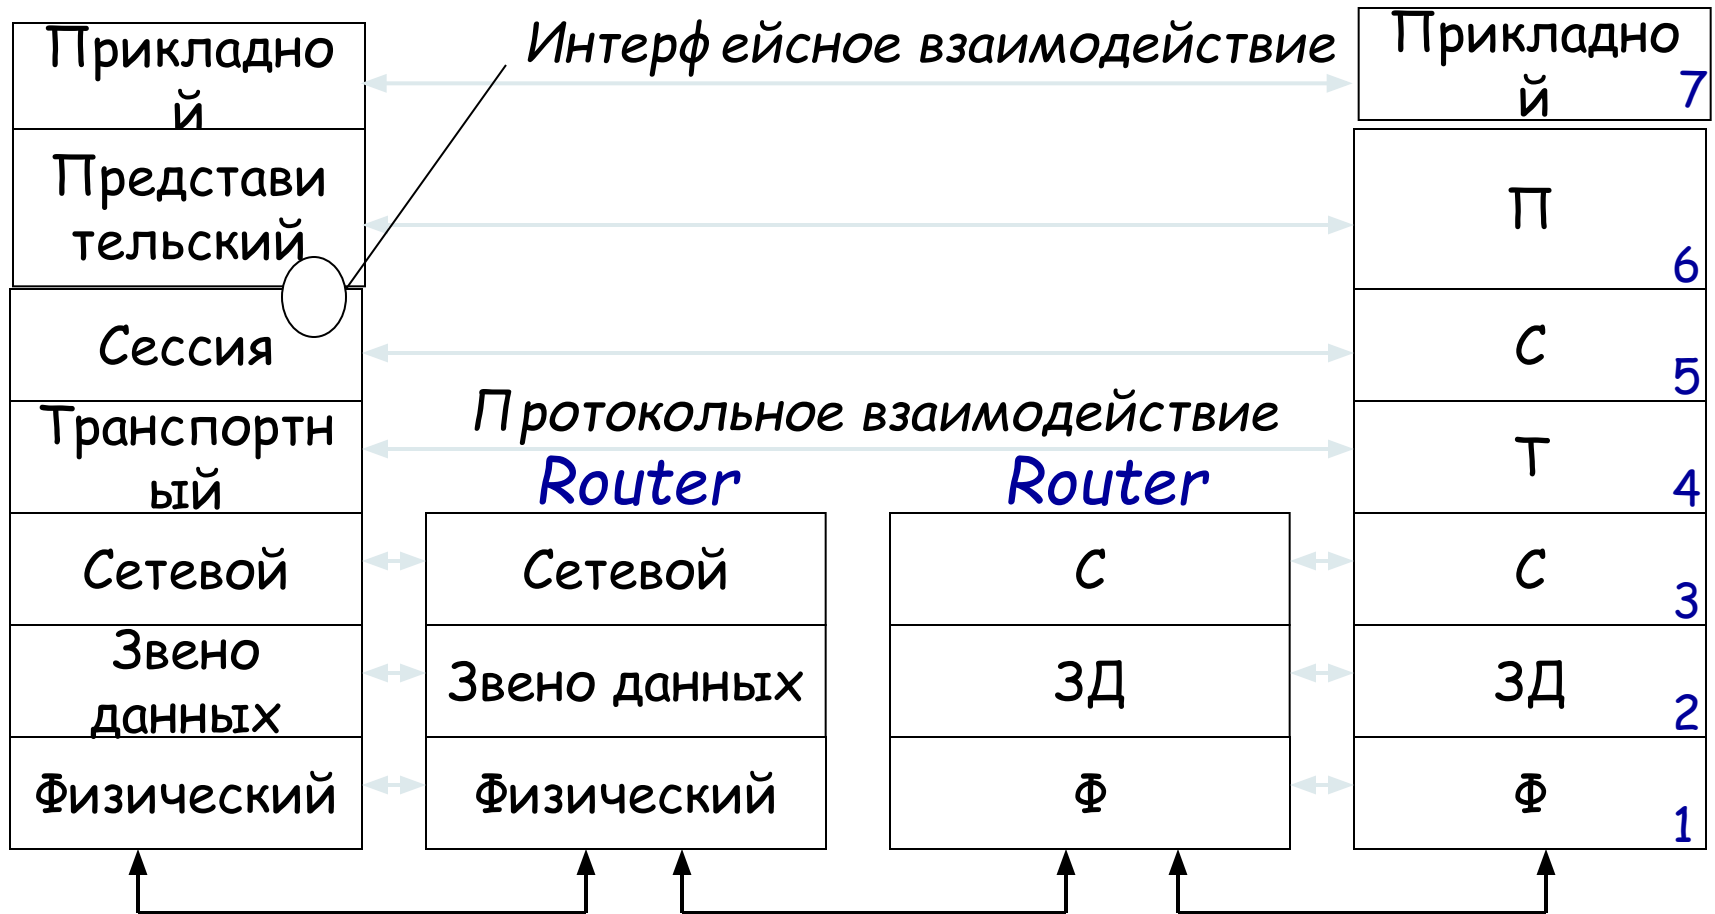 Прикладно
й
Представи
тельский
Сессия
Транспортн
ый
Сетевой
Звено
данных
Физический
Интерф ейсное взаимодействие
Протокольное взаимодействие
Router
Сетевой
Звено данных
Физический
Router
С
ЗД
Ф
Прикладно
й
7
П
6
С
5
Т
4
С
3
ЗД
2
Ф
1